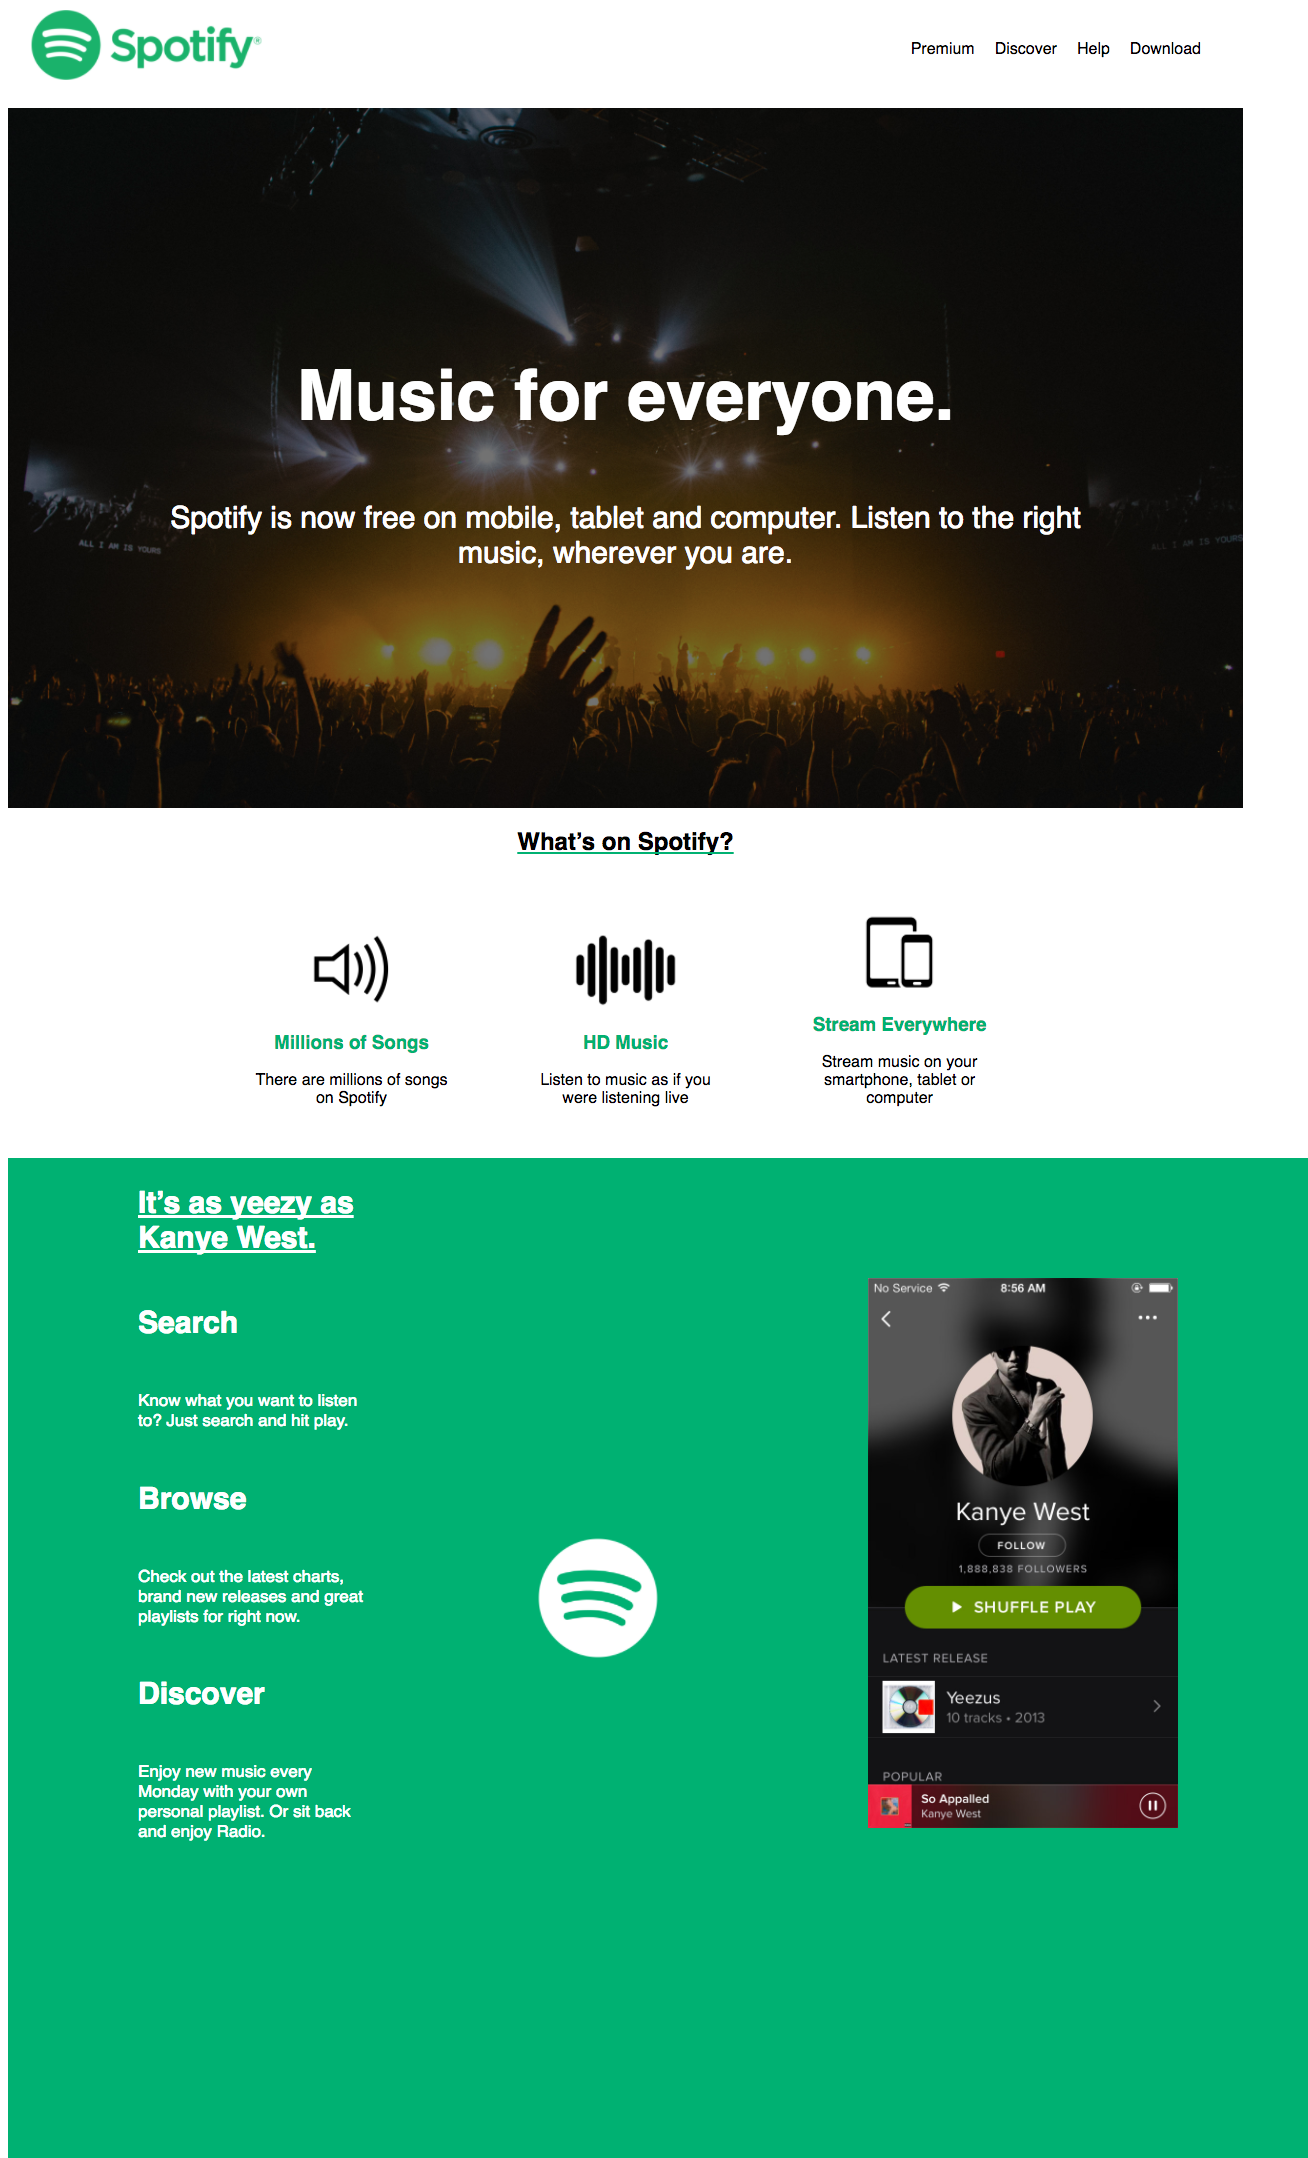 Spotify®
Premium Discover Help Download
Music for everyone.
ALL I AM IS YOURS
ALL I AM IS YOURS
Spotify is now free on mobile, tablet and computer. Listen to the right
music, wherever you are.
What’s on Spotify?
Millions of Songs
There are millions of songs
on Spotify
HD Music
Listen to music as if you
were listening live
Stream Everywhere
Stream music on your
smartphone, tablet or
computer
It’s as yeezy as
Kanye West.
Search
Know what you want to listen
to? Just search and hit play.
Browse
Check out the latest charts,
brand new releases and great
playlists for right now.
Discover
Enjoy new music every
Monday with your own
personal playlist. Or sit back
and enjoy Radio.
No Service 8:56 AM
Kanye West
FOLLOW
1,888,838 FOLLOWERS
SHUFFLE PLAY
LATEST RELEASE
Yeezus
10 tracks • 2013
POPULAR
So Appalled
Kanye West